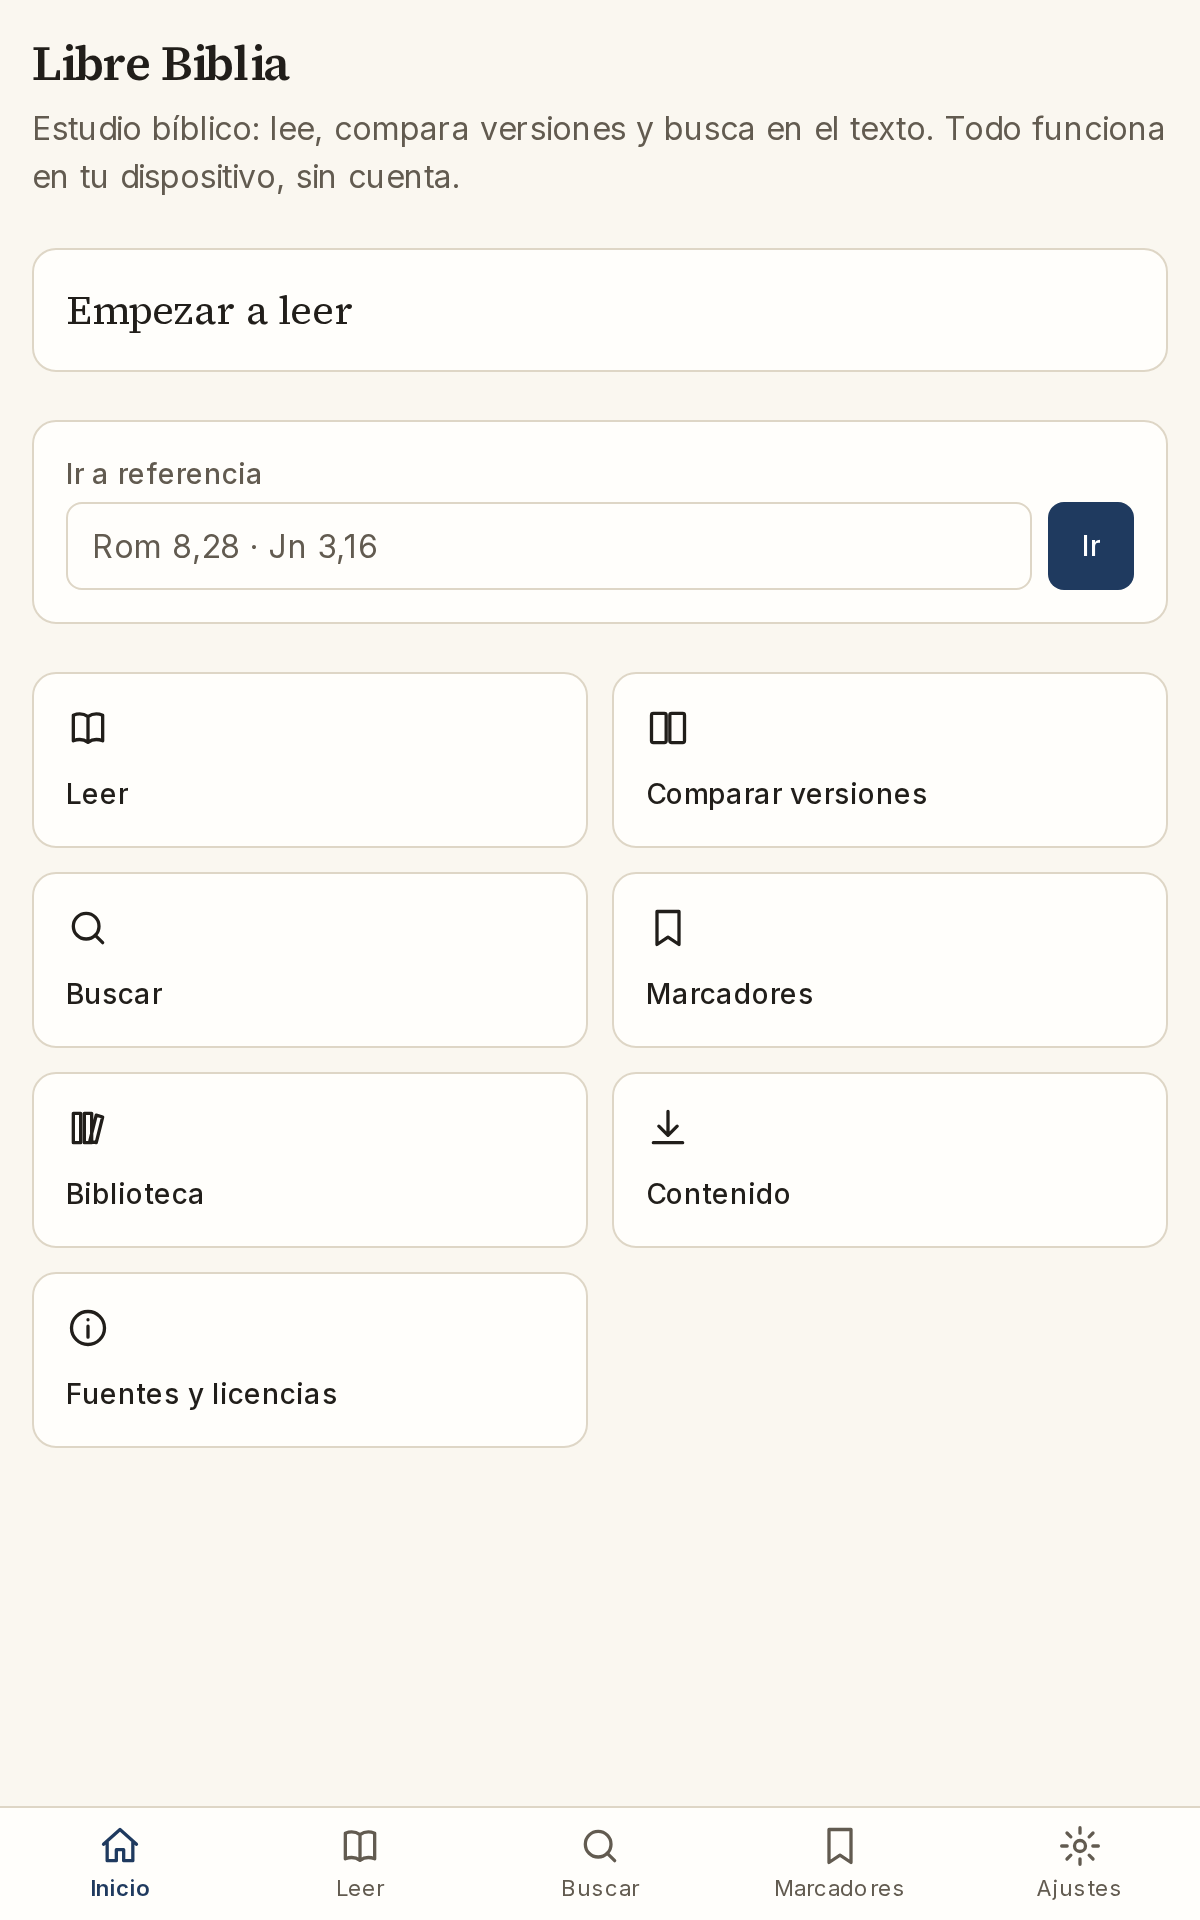 Libre Biblia
Estudio bíblico: lee, compara versiones y busca en el texto. Todo funciona
en tu dispositivo, sin cuenta.
Empezar a leer
Ir a referencia
Rom 8,28 · Jn 3,16
Ir
Leer
Comparar versiones
Buscar
Marcadores
Biblioteca
Contenido
Fuentes y licencias
Inicio
Leer
Buscar
Marcadores
Ajustes